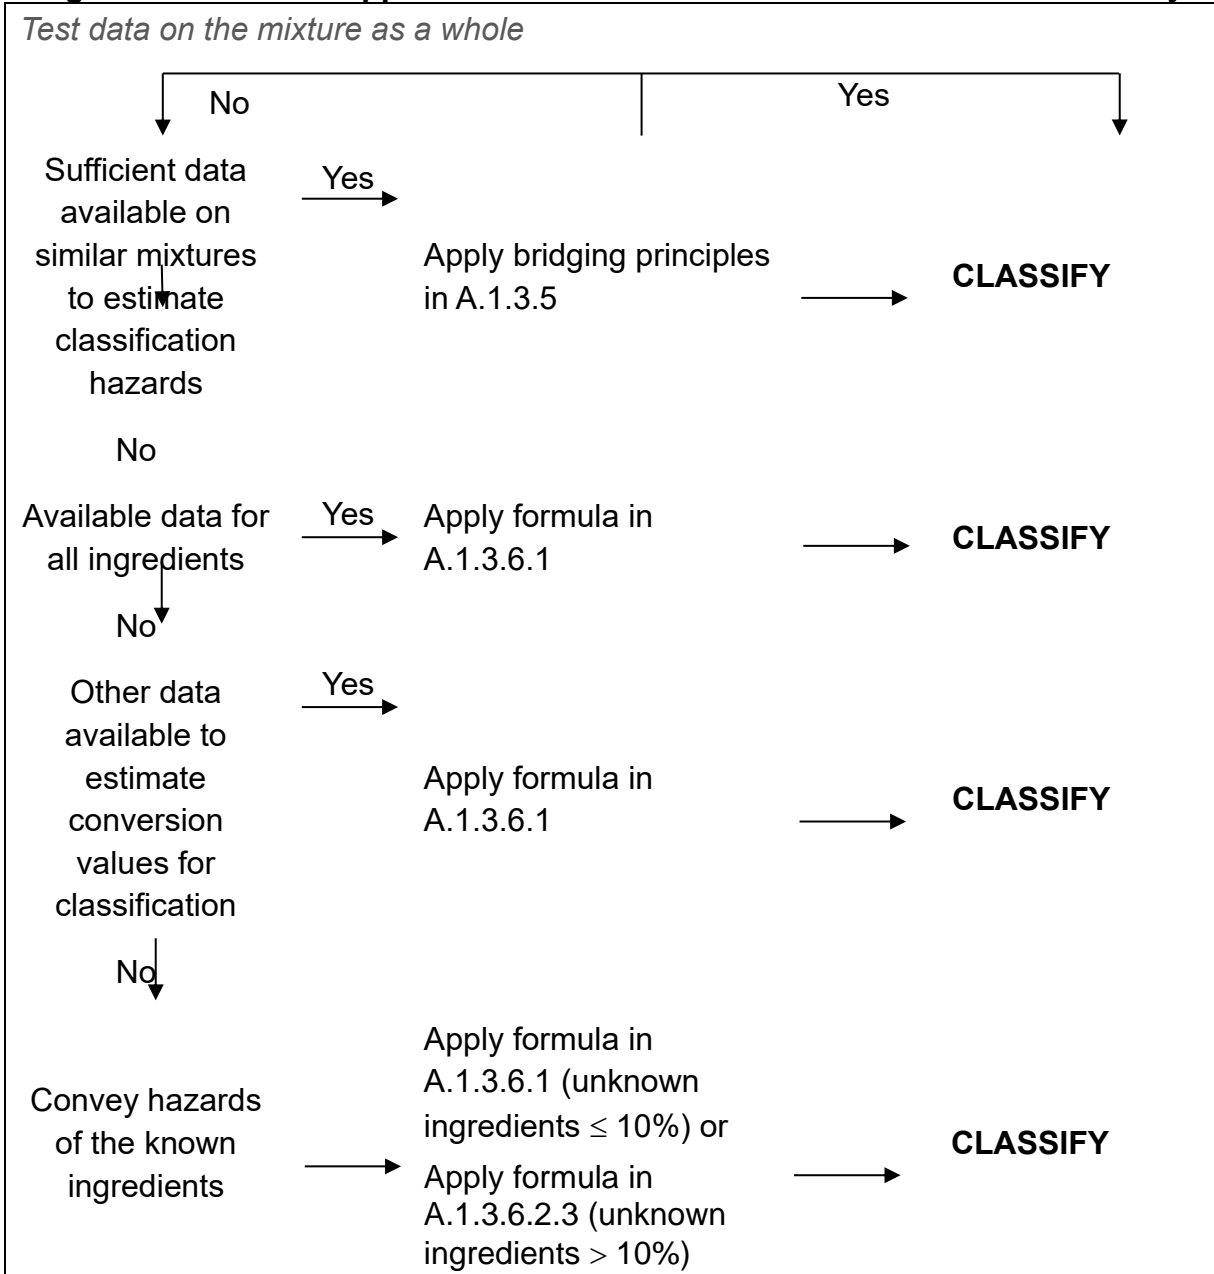 Test data on the mixture as a whole
No
Yes
Sufficient data
available on
similar mixtures
to estimate
classification
hazards
Yes
Apply bridging principles
in A.1.3.5
CLASSIFY
No
Available data for
all ingredients
Yes
Apply formula in
A.1.3.6.1
CLASSIFY
No
Other data
available to
estimate
conversion
values for
classification
Yes
Apply formula in
A.1.3.6.1
CLASSIFY
No
Convey hazards
of the known
ingredients
Apply formula in
A.1.3.6.1 (unknown
ingredients ≤ 10%) or
Apply formula in
A.1.3.6.2.3 (unknown
ingredients > 10%)
CLASSIFY